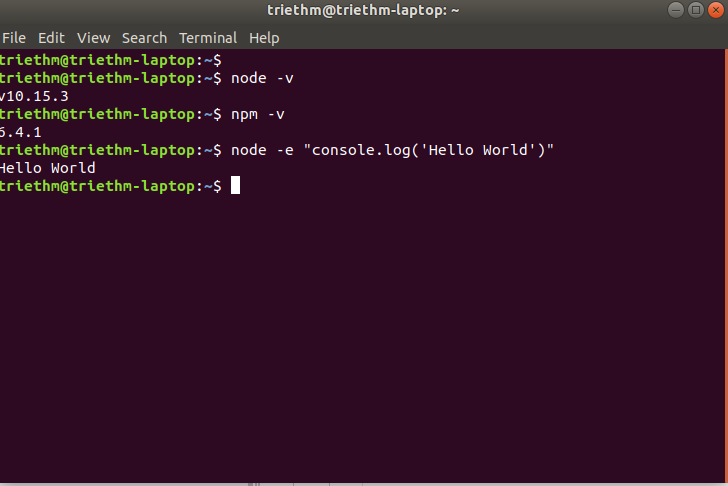 triethm@triethm-laptop: ~
File Edit View Search Terminal Help
triethm@triethm-laptop:~$
triethm@triethm-laptop:~$ node -v
v10.15.3
triethm@triethm-laptop:~$ npm -v
6.4.1
triethm@triethm-laptop:~$ node -e "console.log('Hello World')"
Hello World
triethm@triethm-laptop:~$